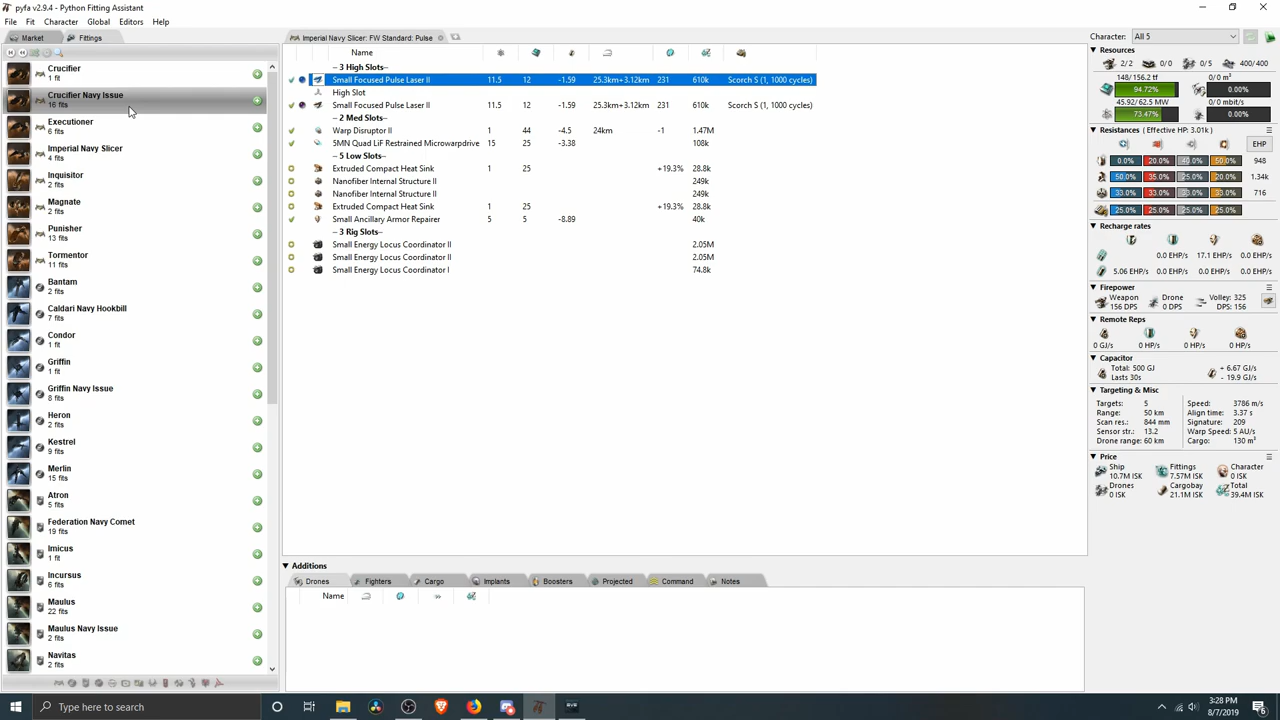 pyfa v2.9.4 - Python Fitting Assistant
File Fit Character Global Editors Help
Market Fittings
Crucifier
1 fit
Crucifier Navy Issue
16 fits
Executioner
6 fits
Imperial Navy Slicer
4 fits
Inquisitor
2 fits
Magnate
2 fits
Punisher
13 fits
Tormentor
11 fits
Bantam
2 fits
Caldari Navy Hookbill
7 fits
Condor
1 fit
Griffin
1 fit
Griffin Navy Issue
8 fits
Heron
2 fits
Kestrel
9 fits
Merlin
15 fits
Atron
5 fits
Federation Navy Comet
19 fits
Imicus
1 fit
Incursus
6 fits
Maulus
22 fits
Maulus Navy Issue
2 fits
Navitas
2 fits
Imperial Navy Slicer: FW Standard: Pulse
Name
– 3 High Slots–
Small Focused Pulse Laser II 11.5 12 -1.59 25.3km+3.12km 231 610k Scorch S (1, 1000 cycles)
High Slot
Small Focused Pulse Laser II 11.5 12 -1.59 25.3km+3.12km 231 610k Scorch S (1, 1000 cycles)
– 2 Med Slots–
Warp Disruptor II 1 44 -4.5 24km -1 1.47M
5MN Quad LiF Restrained Microwarpdrive 15 25 -3.38 108k
– 5 Low Slots–
Extruded Compact Heat Sink 1 25 +19.3% 28.8k
Nanofiber Internal Structure II 249k
Nanofiber Internal Structure II 249k
Extruded Compact Heat Sink 1 25 +19.3% 28.8k
Small Ancillary Armor Repairer 5 5 -8.89 40k
– 3 Rig Slots–
Small Energy Locus Coordinator II 2.05M
Small Energy Locus Coordinator II 2.05M
Small Energy Locus Coordinator I 74.8k
Additions
Drones Fighters Cargo Implants Boosters Projected Command Notes
Name
Character: All 5
Resources
2/2 0/0 0/5 400/400
148/156.2 tf 0/0 m³
94.72% 0.00%
45.92/62.5 MW 0/0 mbit/s
73.47% 0.00%
Resistances ( Effective HP: 3.01k )
EHP
0.0% 20.0% 40.0% 50.0% 948
50.0% 35.0% 25.0% 20.0% 1.34k
33.0% 33.0% 33.0% 33.0% 716
25.0% 25.0% 25.0% 25.0%
Recharge rates
0.0 EHP/s 17.1 EHP/s 0.0 EHP/s
5.06 EHP/s 0.0 EHP/s 0.0 EHP/s 0.0 EHP/s
Firepower
Weapon
156 DPS
Drone
0 DPS
Volley: 325
DPS: 156
Remote Reps
0 GJ/s 0 HP/s 0 HP/s 0 HP/s
Capacitor
Total: 500 GJ + 6.67 GJ/s
Lasts 30s - 19.9 GJ/s
Targeting & Misc
Targets: 5 Speed: 3786 m/s
Range: 50 km Align time: 3.37 s
Scan res.: 844 mm Signature: 209
Sensor str.: 13.2 Warp Speed: 5 AU/s
Drone range: 60 km Cargo: 130 m³
Price
Ship
10.7M ISK
Fittings
7.57M ISK
Character
0 ISK
Drones
0 ISK
Cargobay
21.1M ISK
Total
39.4M ISK
Type here to search
3:28 PM
8/7/2019